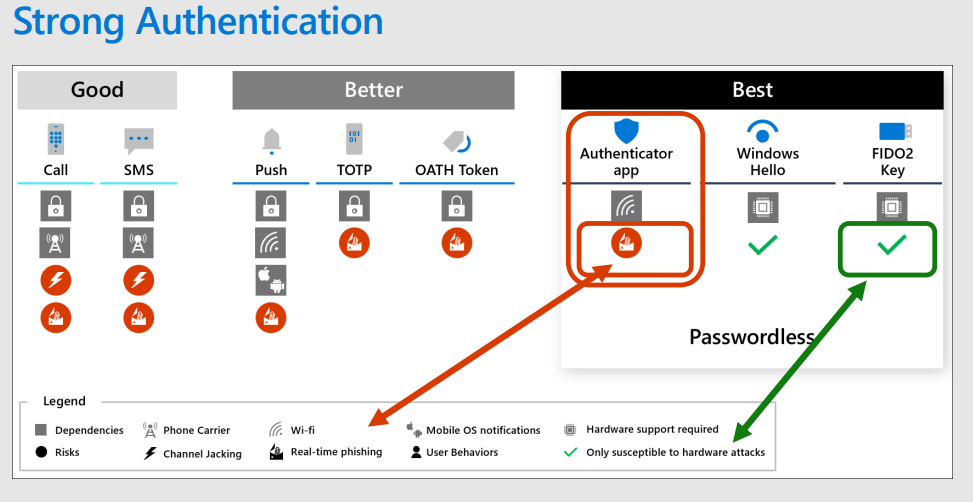 Strong Authentication
Good
Better
Best
Call
SMS
Push
TOTP
OATH Token
Authenticator
app
Windows
Hello
FIDO2
Key
Passwordless
Legend
Dependencies
Phone Carrier
Wi-fi
Mobile OS notifications
Hardware support required
Risks
Channel Jacking
Real-time phishing
User Behaviors
Only susceptible to hardware attacks